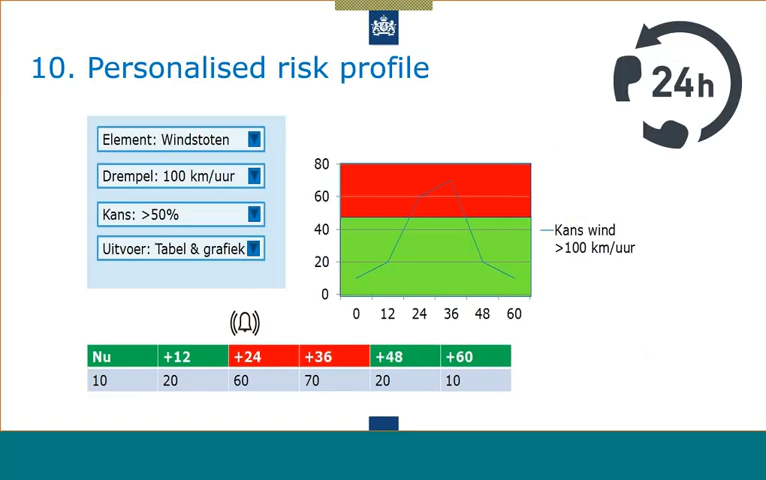 10. Personalised risk profile
24h
Element: Windstoten
Drempel: 100 km/uur
Kans: >50%
Uitvoer: Tabel & grafiek
80
60
40
20
0
0 12 24 36 48 60
Kans wind
>100 km/uur
Nu +12 +24 +36 +48 +60
10 20 60 70 20 10